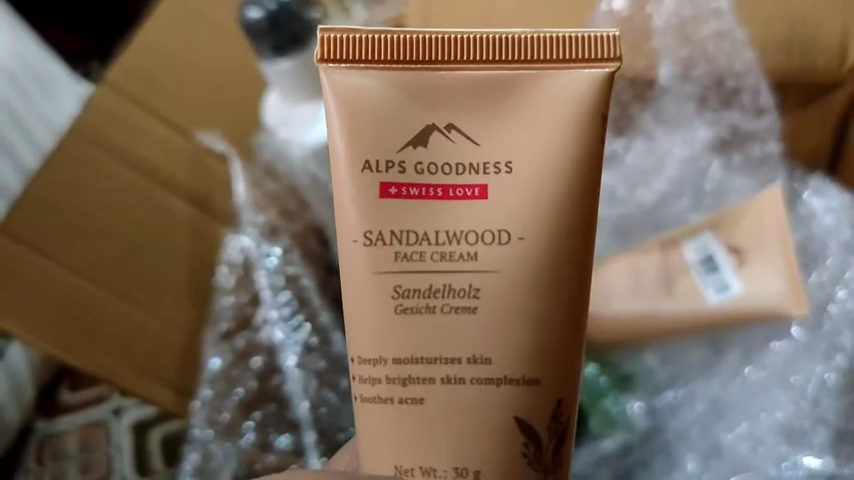 ALPS GOODNESS
+ SWISS LOVE
- SANDALWOOD -
FACE CREAM
Sandelholz
Gesicht Creme
Deeply moisturizes skin
Helps brighten skin complexion
Soothes acne
Net Wt.: 30 g